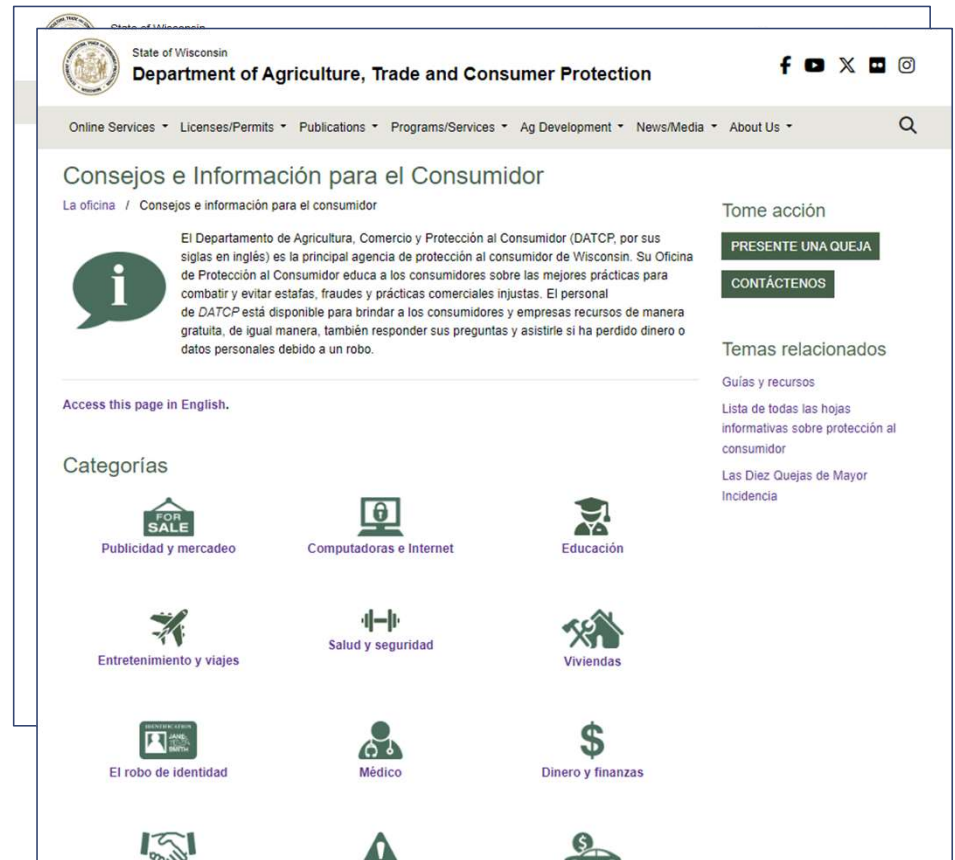 State of Wisconsin
State of Wisconsin
Department of Agriculture, Trade and Consumer Protection
Online Services Licenses/Permits Publications Programs/Services Ag Development News/Media About Us
Consejos e Información para el Consumidor
La oficina / Consejos e información para el consumidor
El Departamento de Agricultura, Comercio y Protección al Consumidor (DATCP, por sus
siglas en inglés) es la principal agencia de protección al consumidor de Wisconsin. Su Oficina
de Protección al Consumidor educa a los consumidores sobre las mejores prácticas para
combatir y evitar estafas, fraudes y prácticas comerciales injustas. El personal
de DATCP está disponible para brindar a los consumidores y empresas recursos de manera
gratuita, de igual manera, también responder sus preguntas y asistirle si ha perdido dinero o
datos personales debido a un robo.
Access this page in English.
Tome acción
PRESENTE UNA QUEJA
CONTÁCTENOS
Temas relacionados
Guías y recursos
Lista de todas las hojas
informativas sobre protección al
consumidor
Las Diez Quejas de Mayor
Incidencia
Categorías
FOR
SALE
Publicidad y mercadeo
Computadoras e Internet
Educación
Entretenimiento y viajes
Salud y seguridad
Viviendas
IDENTIFICATION
JANE
SMITH
El robo de identidad
Médico
$
Dinero y finanzas